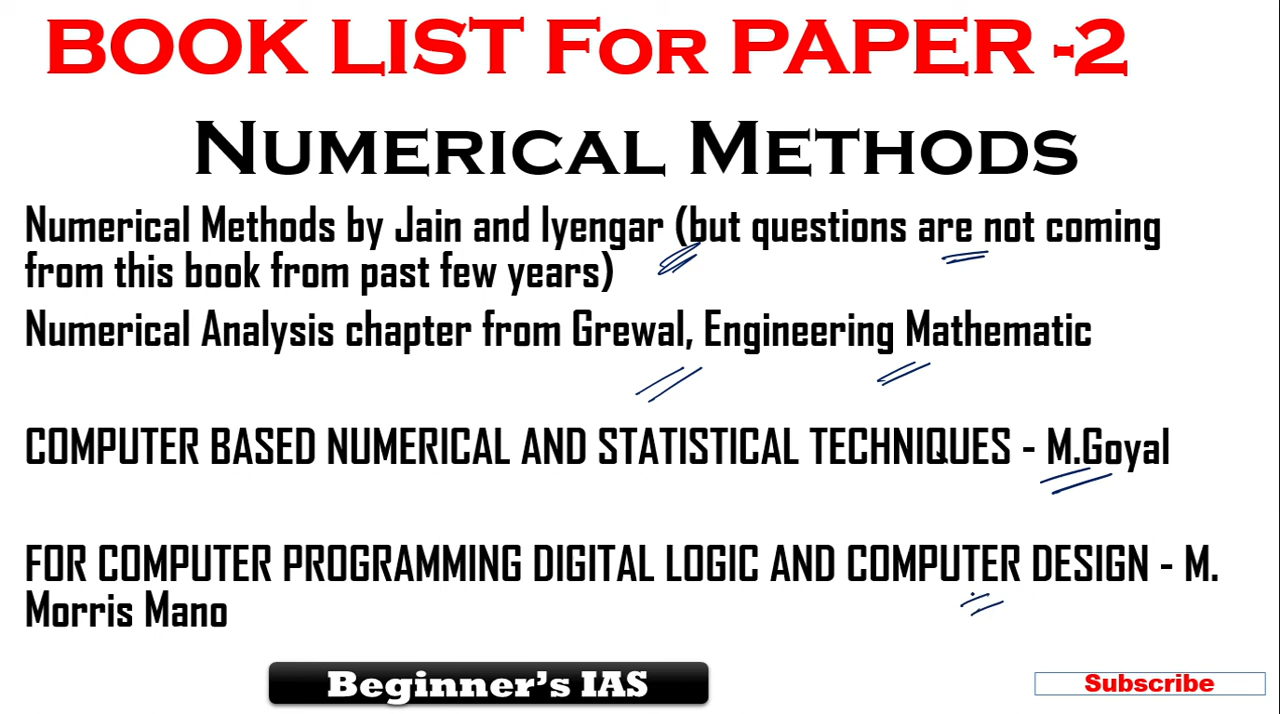 BOOK LIST FOR PAPER -2
NUMERICAL METHODS
Numerical Methods by Jain and Iyengar (but questions are not coming
from this book from past few years)
Numerical Analysis chapter from Grewal, Engineering Mathematic
COMPUTER BASED NUMERICAL AND STATISTICAL TECHNIQUES - M.Goyal
FOR COMPUTER PROGRAMMING DIGITAL LOGIC AND COMPUTER DESIGN - M.
Morris Mano
Beginner's IAS
Subscribe